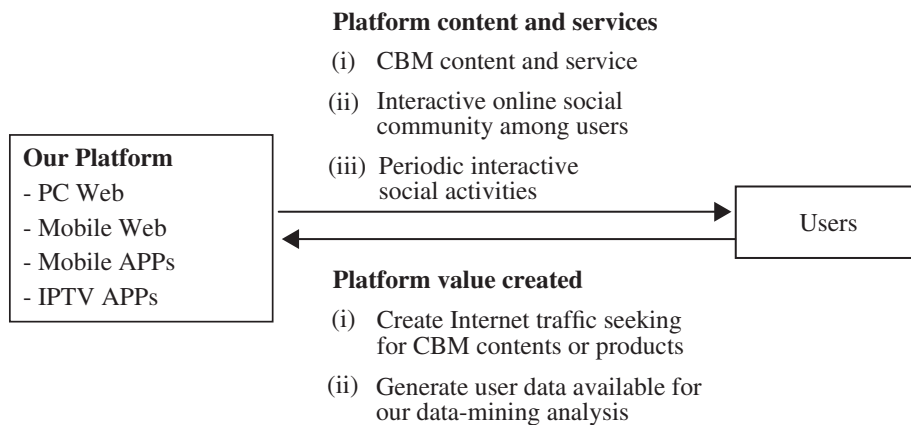 Platform content and services
(i) CBM content and service
(ii) Interactive online social
community among users
(iii) Periodic interactive
social activities
Our Platform
- PC Web
- Mobile Web
- Mobile APPs
- IPTV APPs
Users
Platform value created
(i) Create Internet traffic seeking
for CBM contents or products
(ii) Generate user data available for
our data-mining analysis